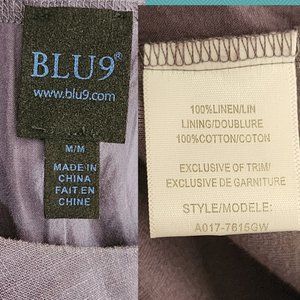 BLU9®
www.blu9.com
M/M
MADE IN
CHINA
FAIT EN
CHINE
100%LINEN/LIN
LINING/DOUBLURE
100%COTTON/COTON
EXCLUSIVE OF TRIM/
EXCLUSIVE DE GARNITURE
STYLE/MODELE:
A017-7615GW